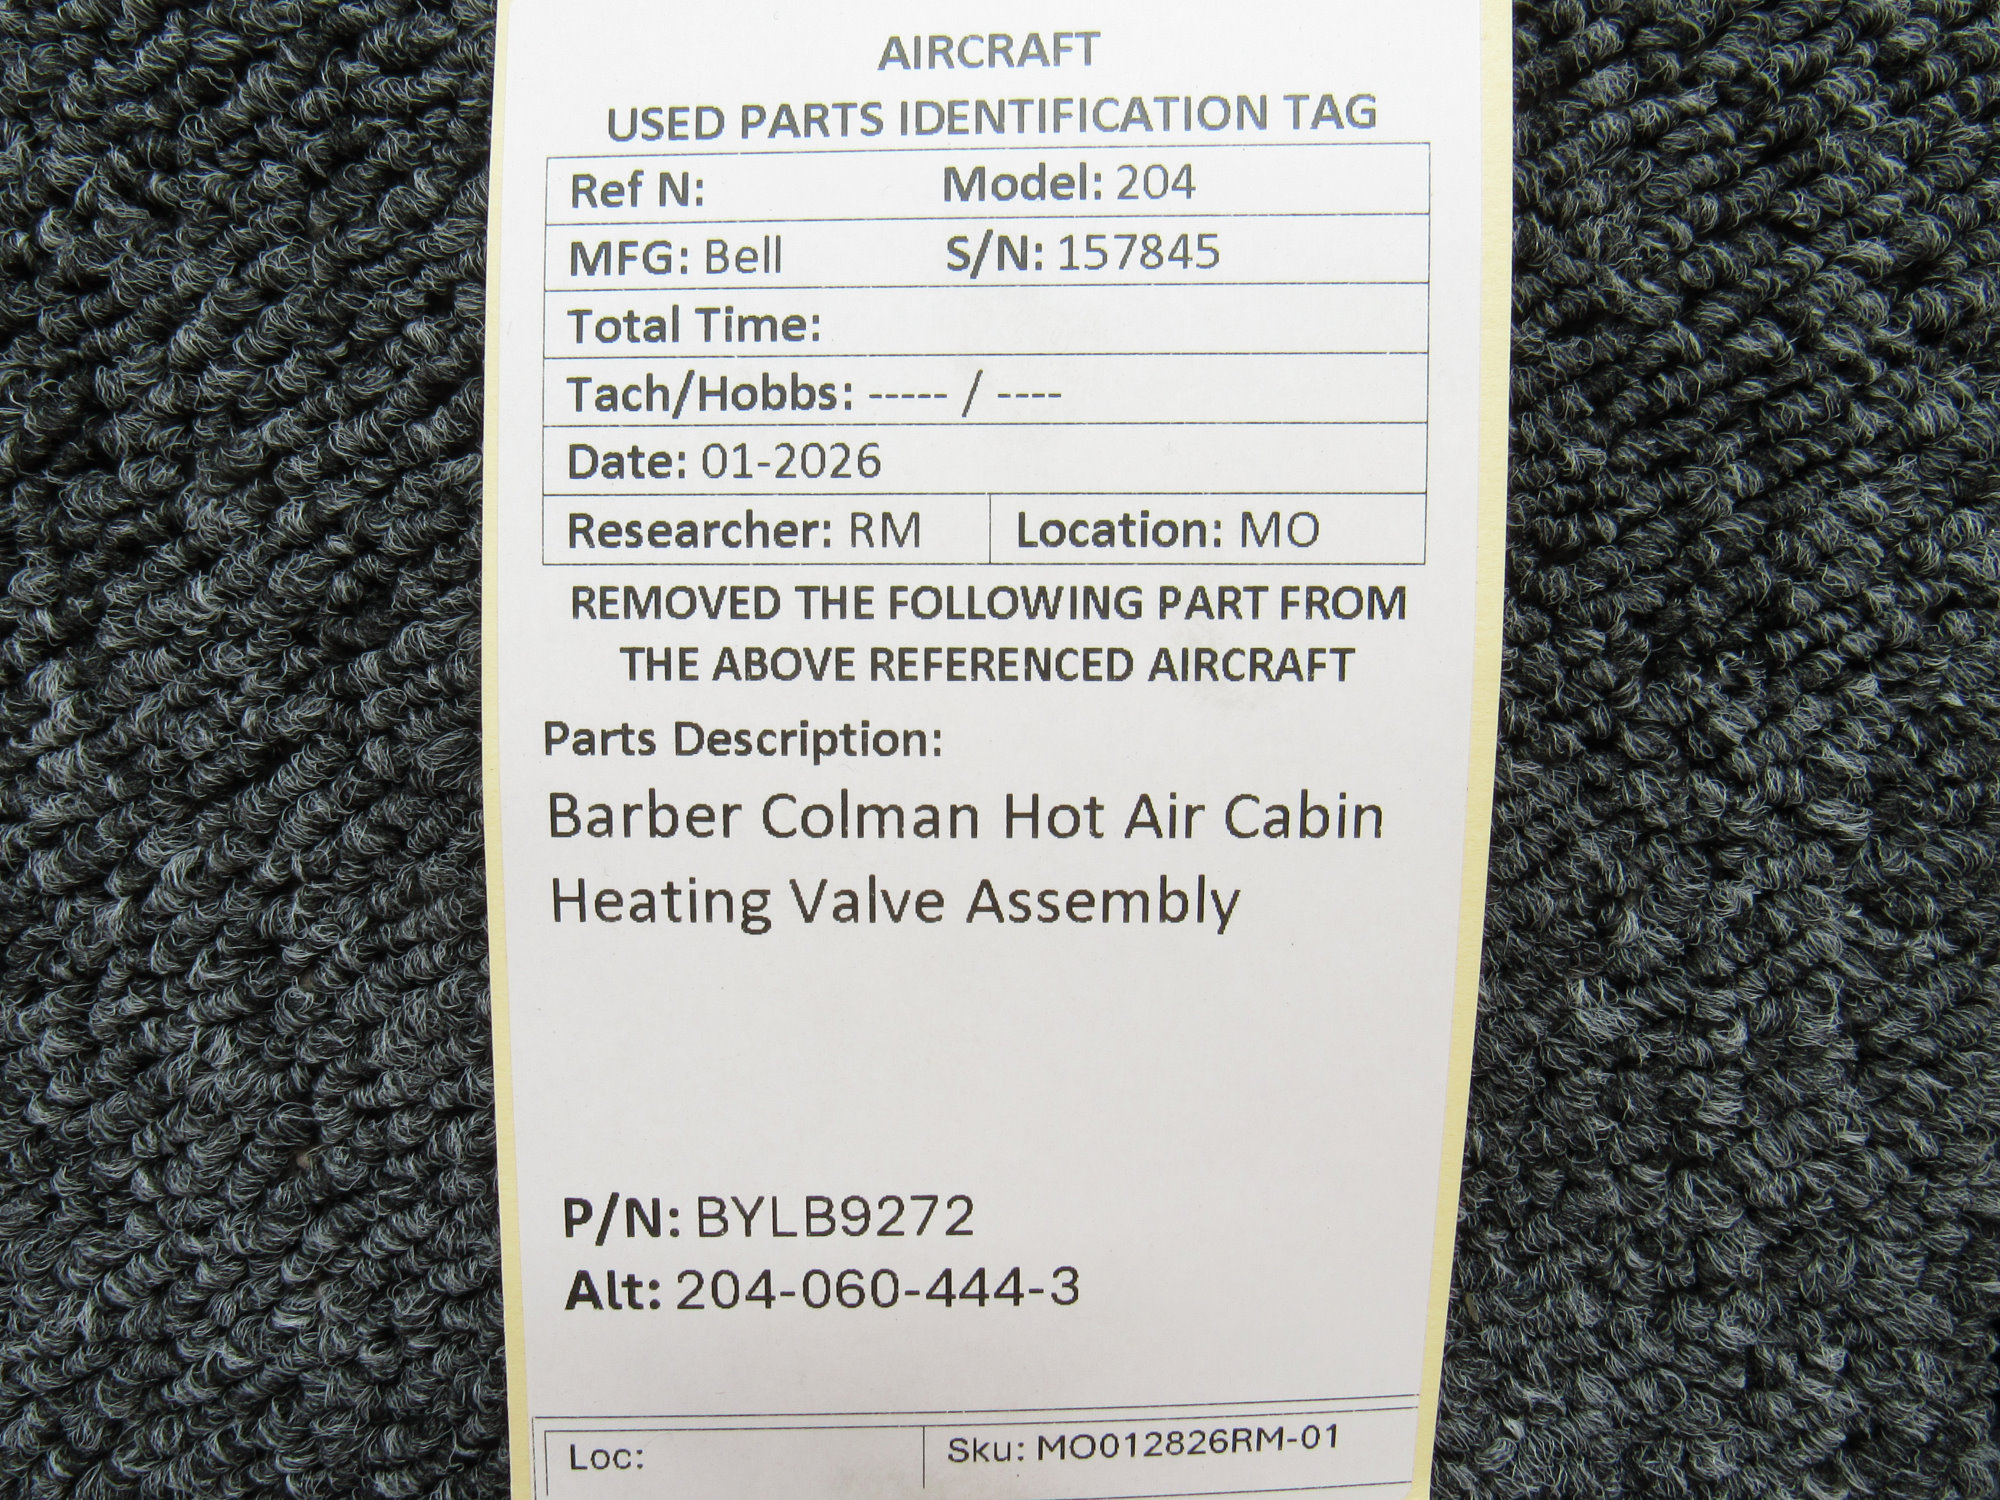 AIRCRAFT
USED PARTS IDENTIFICATION TAG
Ref N: Model: 204
MFG: Bell S/N: 157845
Total Time:
Tach/Hobbs: ----- / ----
Date: 01-2026
Researcher: RM Location: MO
REMOVED THE FOLLOWING PART FROM
THE ABOVE REFERENCED AIRCRAFT
Parts Description:
Barber Colman Hot Air Cabin
Heating Valve Assembly
P/N: BYLB9272
Alt: 204-060-444-3
Loc: Sku: MO012826RM-01